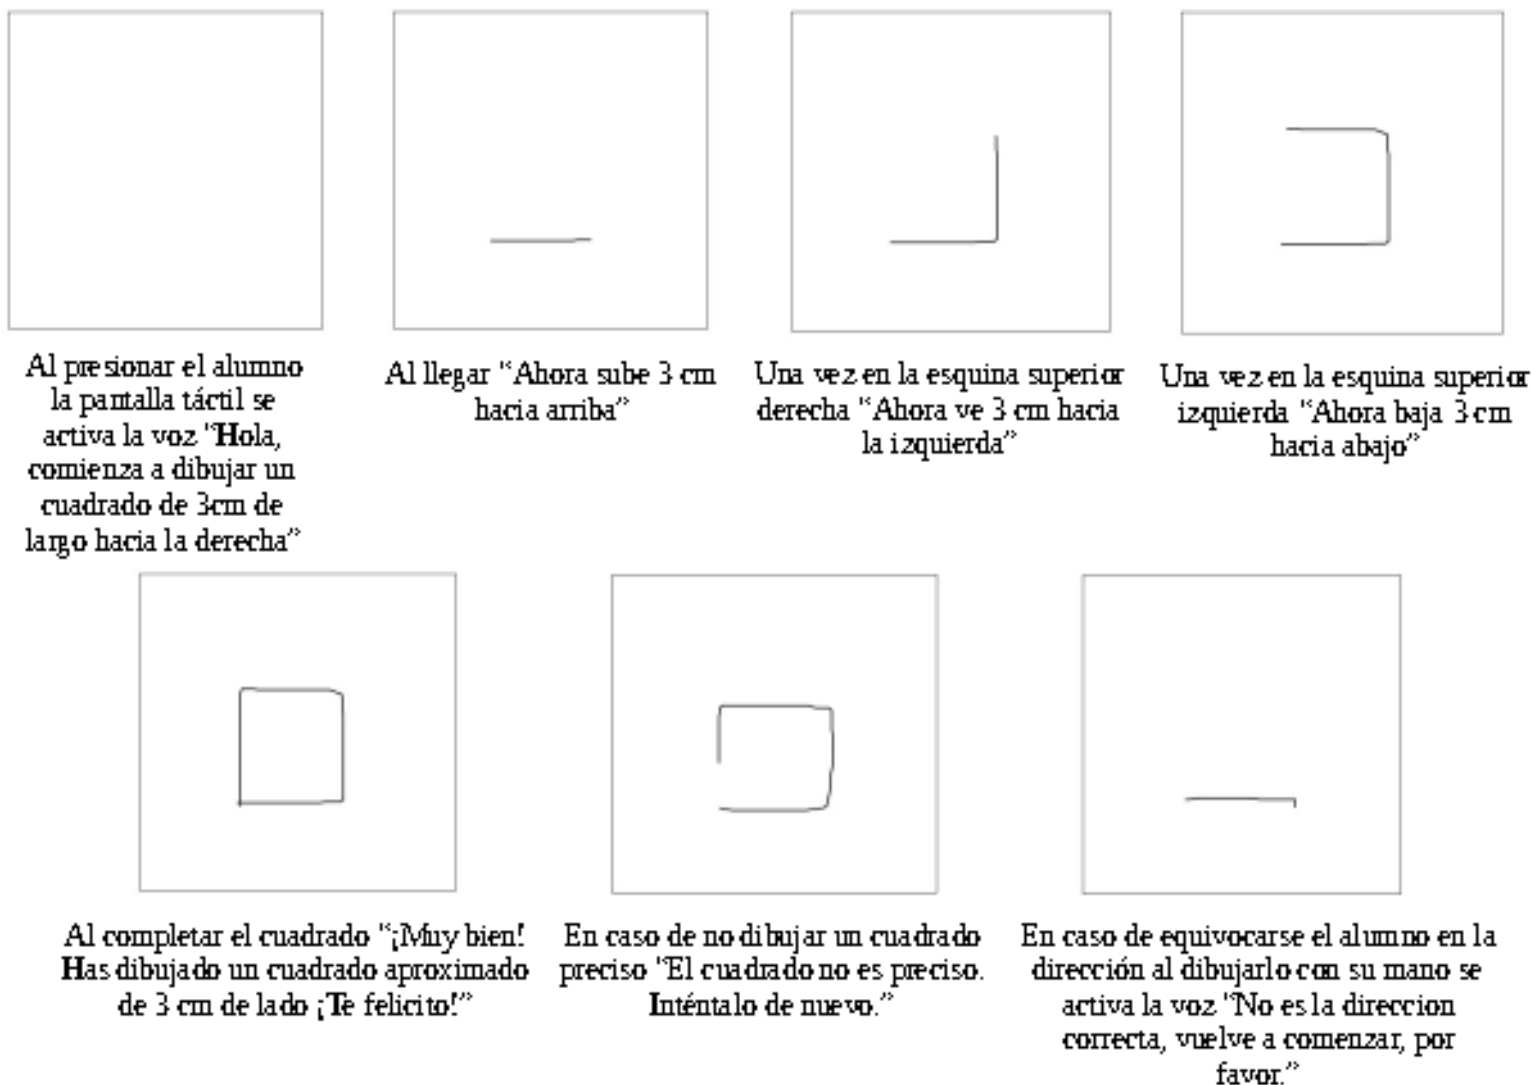 Al presionar el alumno
la pantalla táctil se
activa la voz "Hola,
comienza a dibujar un
cuadrado de 3cm de
largo hacia la derecha"
Al llegar "Ahora sube 3 cm
hacia arriba"
Una vez en la esquina superior
derecha "Ahora ve 3 cm hacia
la izquierda"
Una vez en la esquina superior
izquierda "Ahora baja 3 cm
hacia abajo"
Al completar el cuadrado "¡Muy bien!
Has dibujado un cuadrado aproximado
de 3 cm de lado ¡Te felicito!"
En caso de no dibujar un cuadrado
preciso "El cuadrado no es preciso.
Inténtalo de nuevo."
En caso de equivocarse el alumno en la
dirección al dibujarlo con su mano se
activa la voz "No es la direccion
correcta, vuelve a comenzar, por
favor."